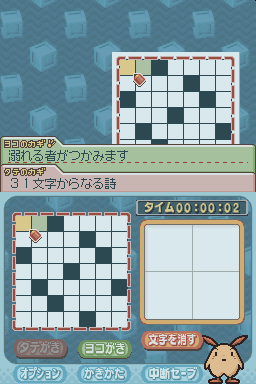 ヨコのカギ
溺れる者がつかみます
タテのカギ
３１文字からなる詩
タイム00:00:02
タテがき
ヨコがき
文字を消す
オプション
かきかた
中断セーブ